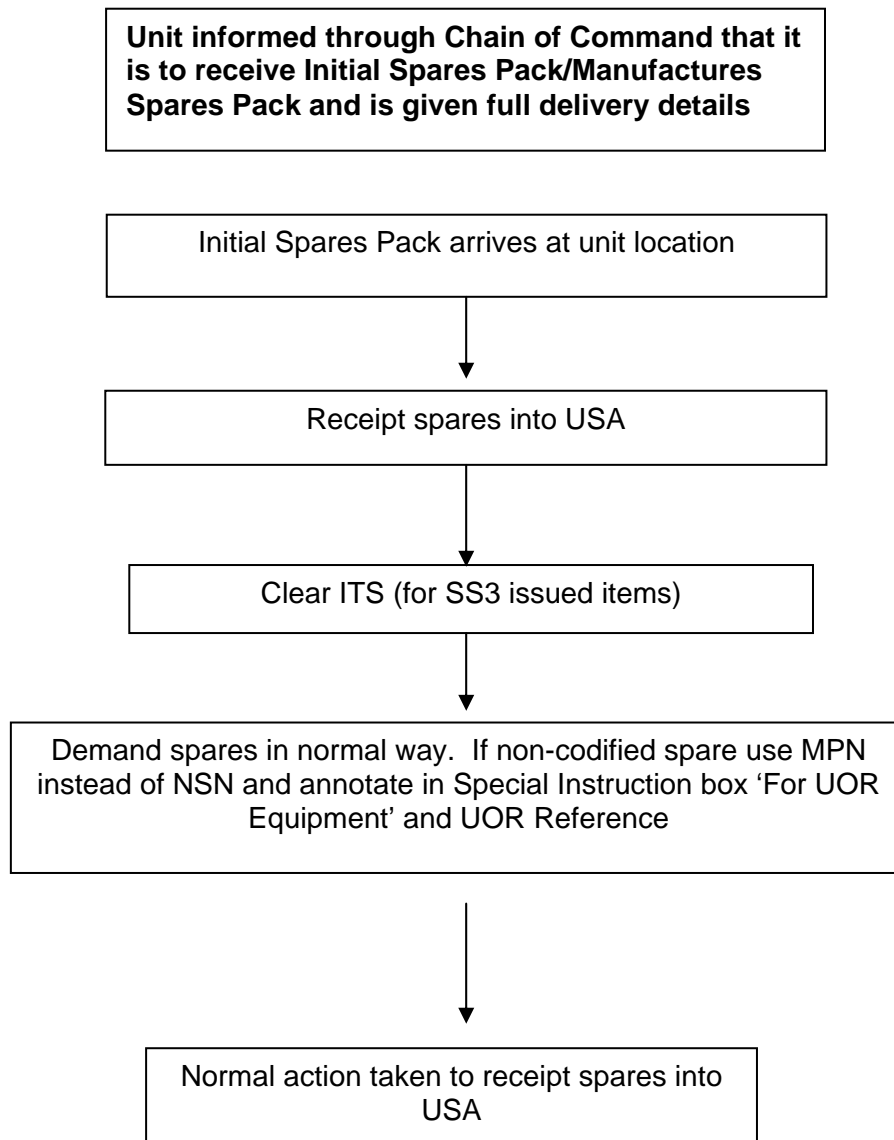 Unit informed through Chain of Command that it
is to receive Initial Spares Pack/Manufactures
Spares Pack and is given full delivery details
Initial Spares Pack arrives at unit location
Receipt spares into USA
Clear ITS (for SS3 issued items)
Demand spares in normal way.  If non-codified spare use MPN
instead of NSN and annotate in Special Instruction box ‘For UOR
Equipment’ and UOR Reference
Normal action taken to receipt spares into
USA